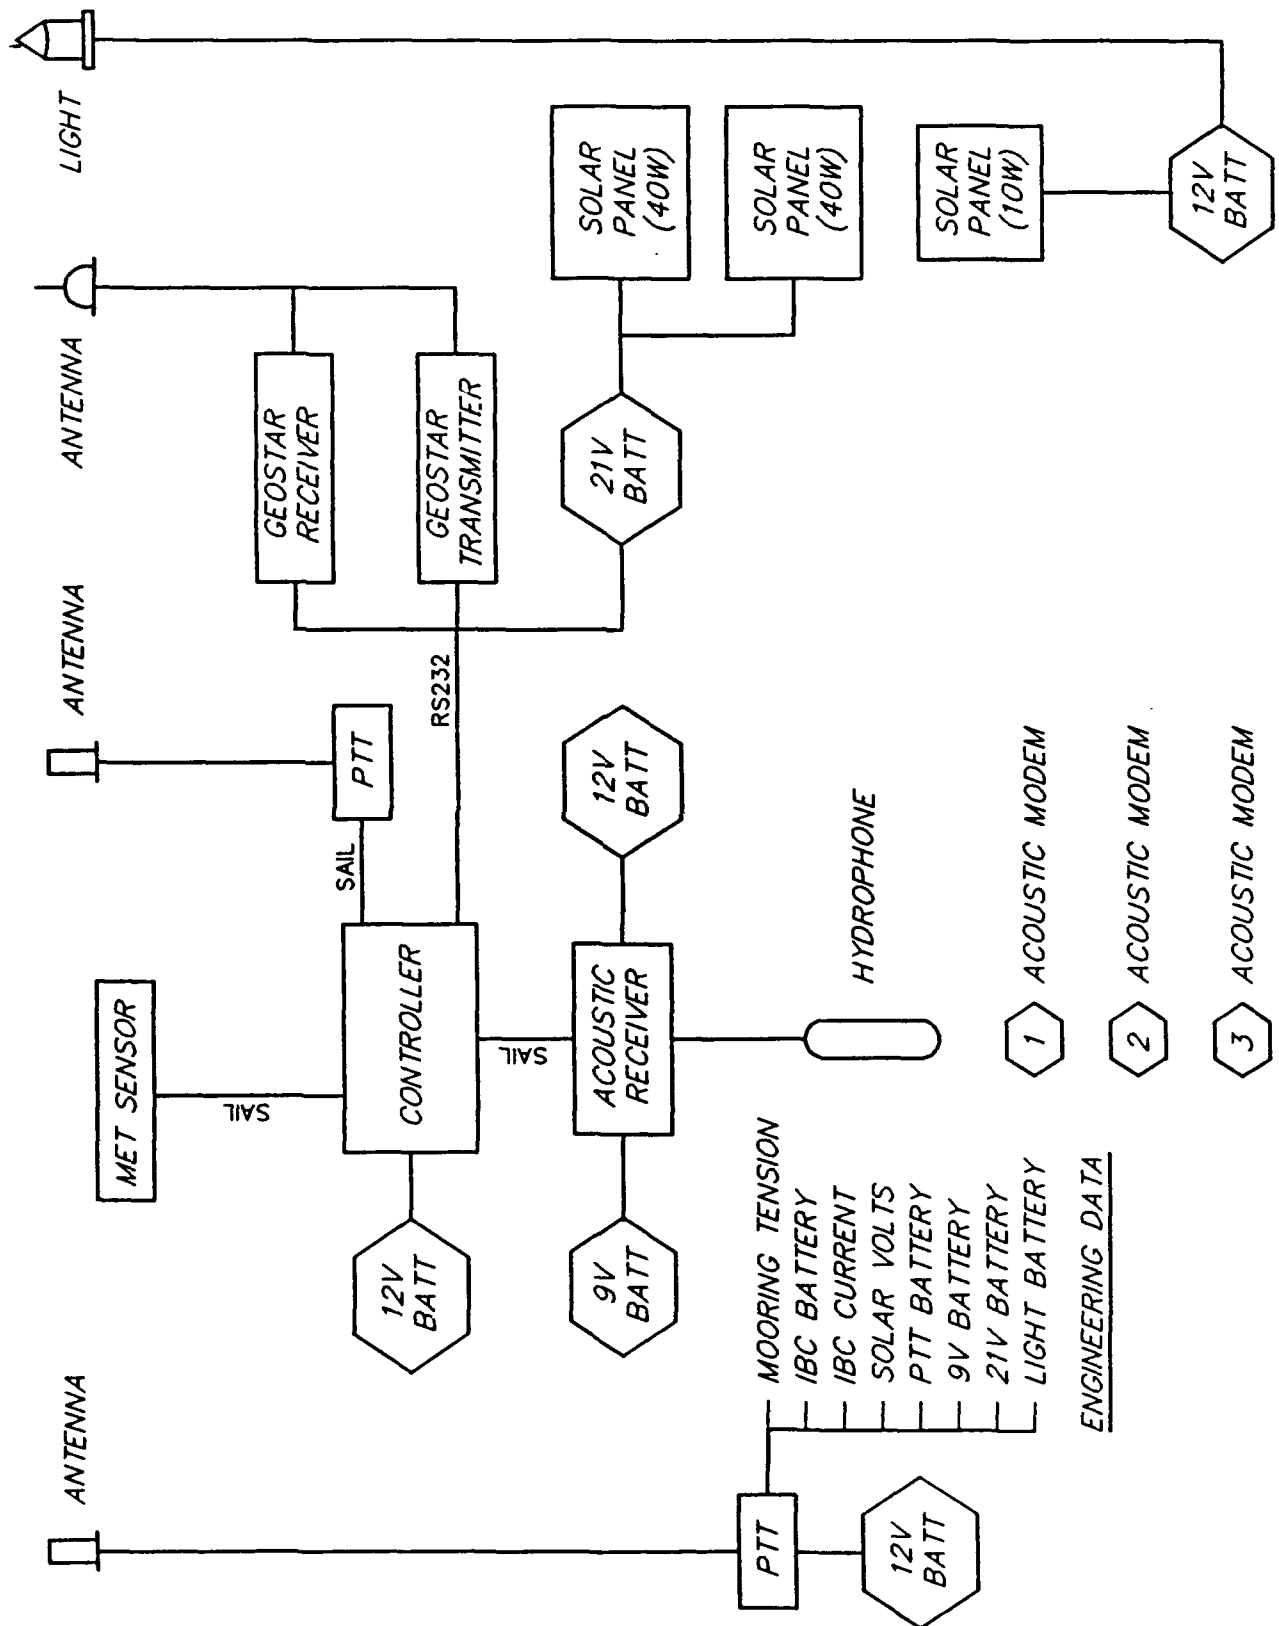 ANTENNA
ANTENNA
ANTENNA
LIGHT
MET SENSOR
SAIL
SAIL
PTT
12V
BATT
CONTROLLER
RS232
GEOSTAR
RECEIVER
GEOSTAR
TRANSMITTER
SAIL
9V
BATT
ACOUSTIC
RECEIVER
12V
BATT
21V
BATT
SOLAR
PANEL
(40W)
SOLAR
PANEL
(40W)
SOLAR
PANEL
(10W)
12V
BATT
PTT
12V
BATT
MOORING TENSION
IBC BATTERY
IBC CURRENT
SOLAR VOLTS
PTT BATTERY
9V BATTERY
21V BATTERY
LIGHT BATTERY
ENGINEERING DATA
HYDROPHONE
1 ACOUSTIC MODEM
2 ACOUSTIC MODEM
3 ACOUSTIC MODEM